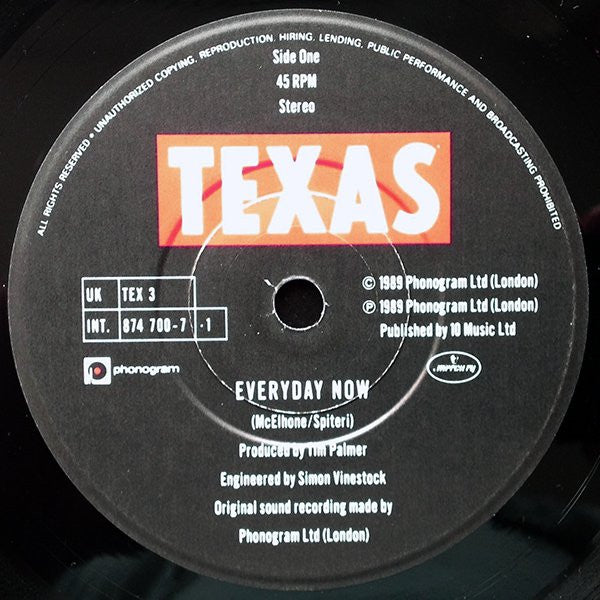 ALL RIGHTS RESERVED • UNAUTHORIZED COPYING, REPRODUCTION, HIRING, LENDING, PUBLIC PERFORMANCE AND BROADCASTING PROHIBITED
Side One
45 RPM
Stereo
TEXAS
UK TEX 3
INT. 874 700-7 ·1
© 1989 Phonogram Ltd (London)
℗ 1989 Phonogram Ltd (London)
Published by 10 Music Ltd
phonogram
mercury
EVERYDAY NOW
(McElhone/Spiteri)
Produced by Tim Palmer
Engineered by Simon Vinestock
Original sound recording made by
Phonogram Ltd (London)